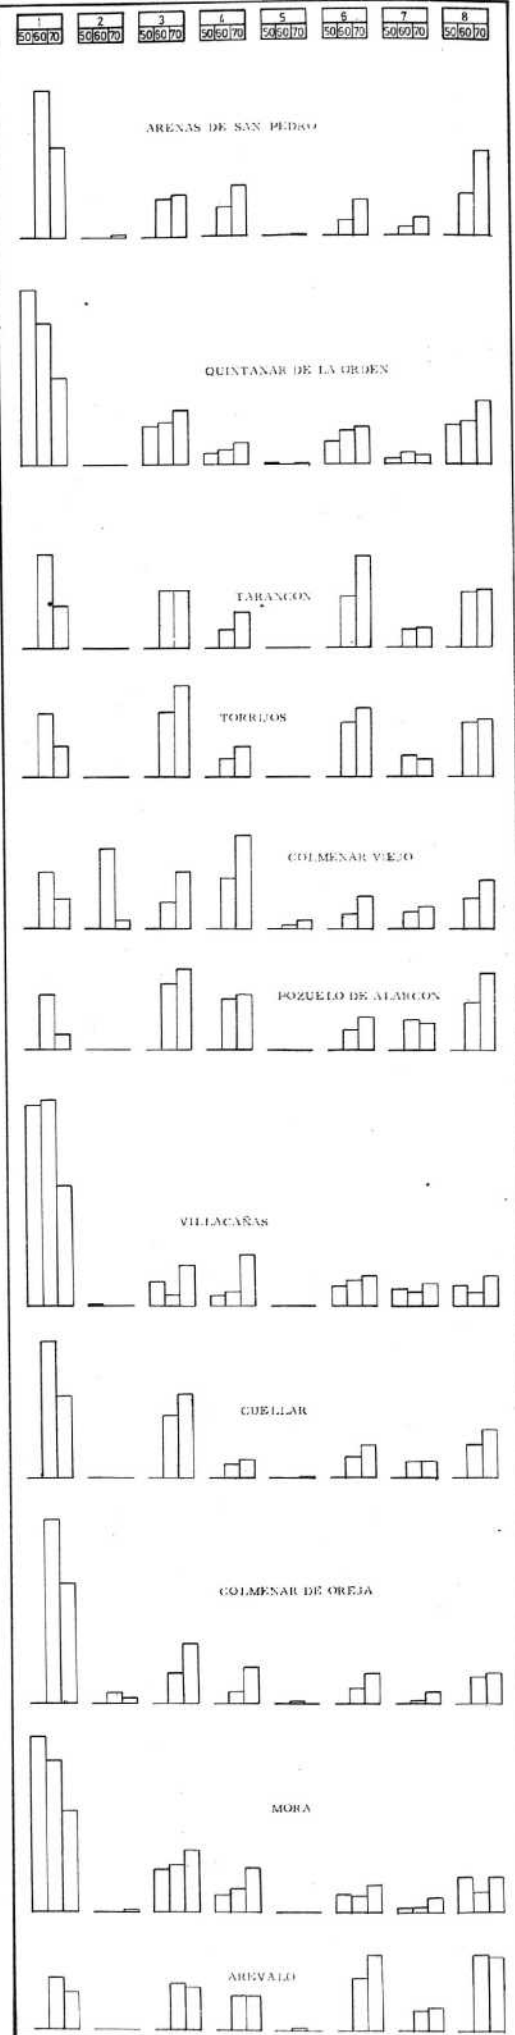 1 2 3 4 5 6 7 8
50 60 70 50 60 70 50 60 70 50 60 70 50 60 70 50 60 70 50 60 70 50 60 70
ARENAS DE SAN PEDRO
QUINTANAR DE LA ORDEN
TARANCON
TORRIJOS
COLMENAR VIEJO
POZUELO DE ALARCON
VILLACAÑAS
CUELLAR
COLMENAR DE OREJA
MORA
AREVALO